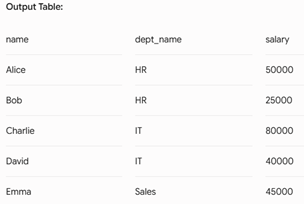 Output Table:
name dept_name salary
Alice HR 50000
Bob HR 25000
Charlie IT 80000
David IT 40000
Emma Sales 45000